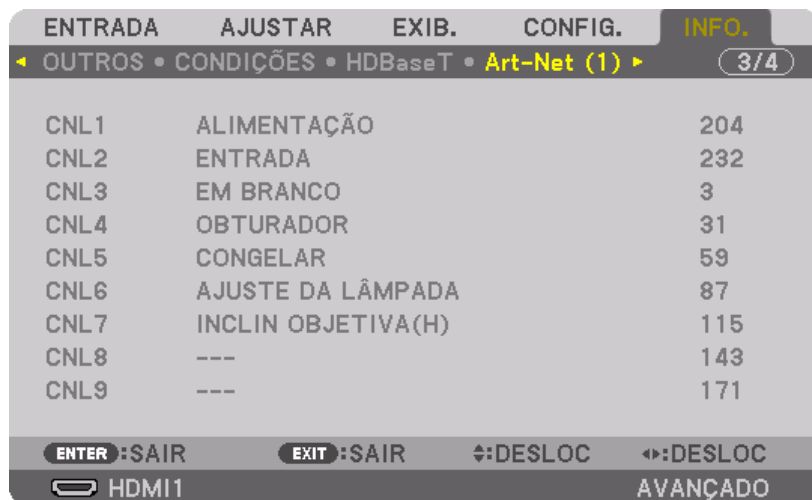 ENTRADA AJUSTAR EXIB. CONFIG. INFO.
◂ OUTROS • CONDIÇÕES • HDBaseT • Art-Net (1) ▸ 3/4
CNL1 ALIMENTAÇÃO 204
CNL2 ENTRADA 232
CNL3 EM BRANCO 3
CNL4 OBTURADOR 31
CNL5 CONGELAR 59
CNL6 AJUSTE DA LÂMPADA 87
CNL7 INCLIN OBJETIVA(H) 115
CNL8 --- 143
CNL9 --- 171
ENTER :SAIR EXIT :SAIR ♦:DESLOC ◂▸:DESLOC
HDMI1 AVANÇADO